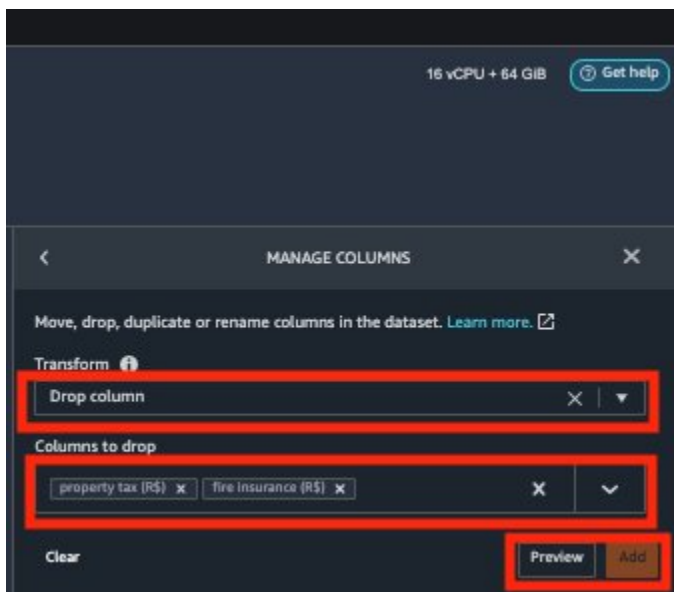 16 vCPU + 64 GiB Get help
MANAGE COLUMNS
Move, drop, duplicate or rename columns in the dataset. Learn more.
Transform
Drop column
Columns to drop
property tax (R$) fire insurance (R$)
Clear Preview Add